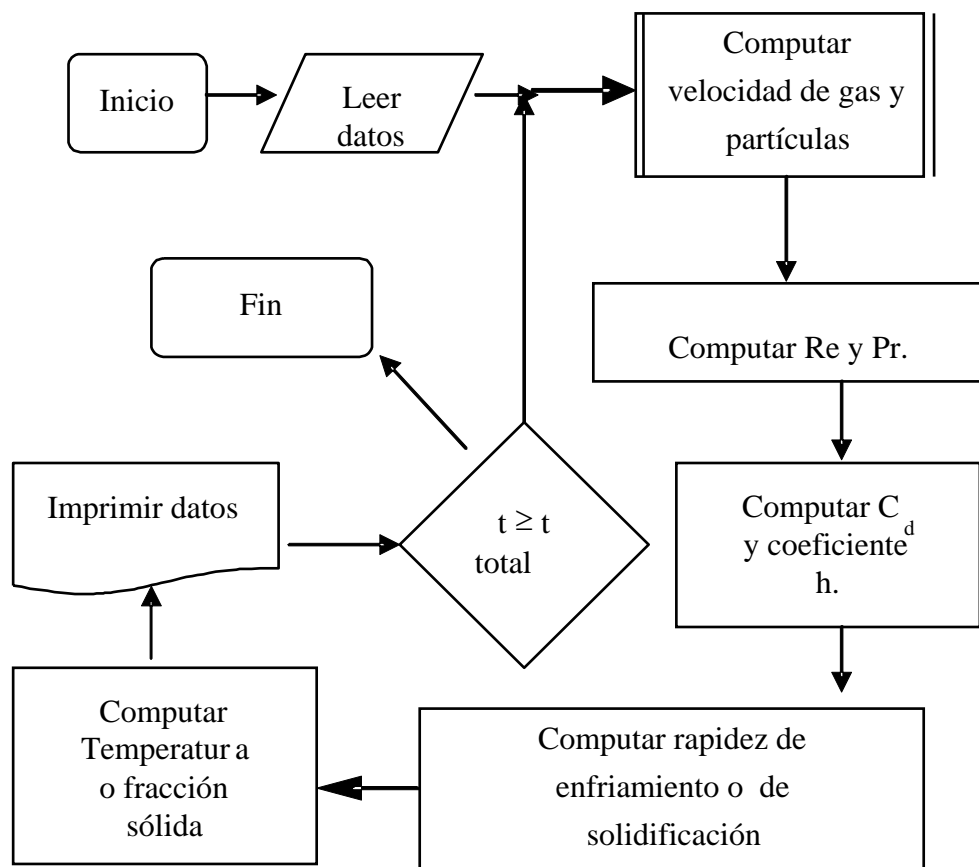 Inicio
Leer
datos
Computar
velocidad de gas y
partículas
Computar Re y Pr.
Computar C
d
y coeficiente
h.
Computar rapidez de
enfriamiento o de
solidificación
Computar
Temperatur a
o fracción
sólida
Imprimir datos
t ≥ t
total
Fin